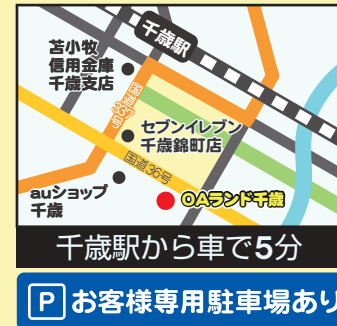 千歳駅
苫小牧
信用金庫
千歳支店
国道337号
セブンイレブン
千歳錦町店
国道36号
auショップ
千歳
OAランド千歳
千歳駅から車で5分
P お客様専用駐車場あり